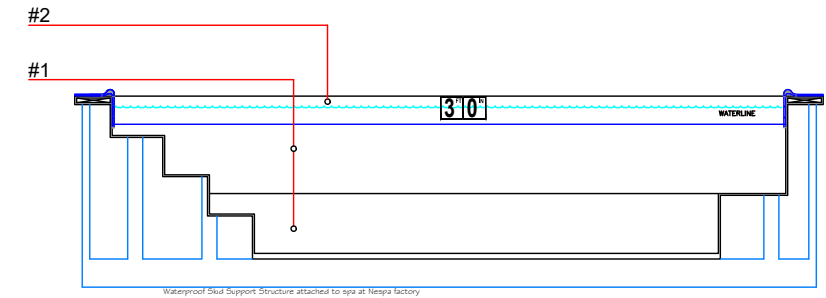 #2
#1
3 FT 0 IN
WATERLINE
Waterproof Skid Support Structure attached to spa at Nespa factory